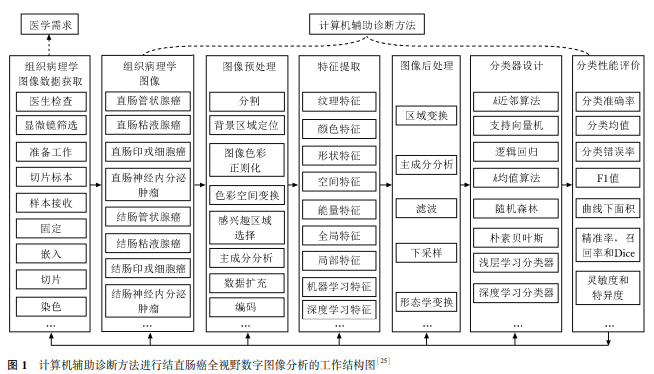 医学需求
计算机辅助诊断方法
组织病理学
图像数据获取
医生检查
显微镜筛选
准备工作
切片标本
样本接收
固定
嵌入
切片
染色
…
组织病理学
图像
直肠管状腺癌
直肠粘液腺癌
直肠印戎细胞癌
直肠神经内分泌
肿瘤
结肠管状腺癌
结肠粘液腺癌
结肠印戎细胞癌
结肠神经内分泌
肿瘤
…
图像预处理
分割
背景区域定位
图像色彩
正则化
色彩空间变换
感兴趣区域
选择
主成分分析
数据扩充
编码
…
特征提取
纹理特征
颜色特征
形状特征
空间特征
能量特征
全局特征
局部特征
机器学习特征
深度学习特征
…
图像后处理
区域变换
主成分分析
滤波
下采样
形态学变换
…
分类器设计
k近邻算法
支持向量机
逻辑回归
k均值算法
随机森林
朴素贝叶斯
浅层学习分类器
深度学习分类器
…
分类性能评价
分类准确率
分类均值
分类错误率
F1值
曲线下面积
精准率，召
回率和Dice
灵敏度和
特异度
…
图 1 计算机辅助诊断方法进行结直肠癌全视野数字图像分析的工作结构图[25]